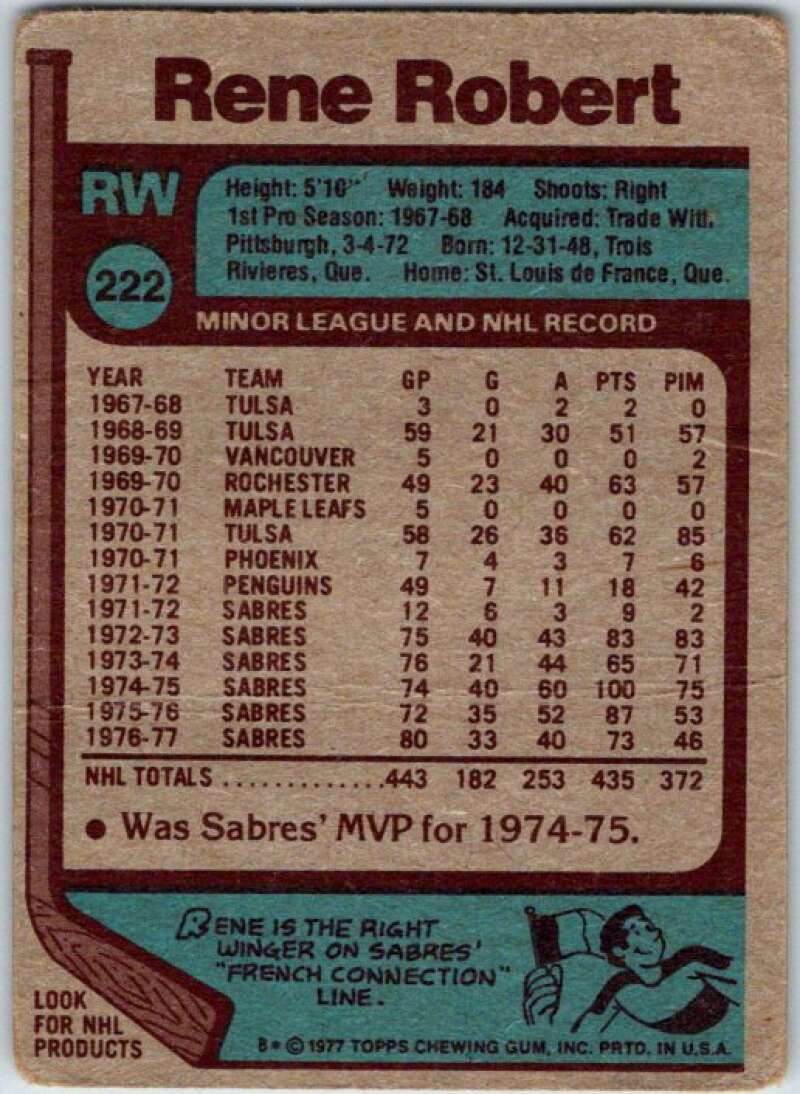 Rene Robert
RW
Height: 5'10" Weight: 184 Shoots: Right
1st Pro Season: 1967-68 Acquired: Trade With
Pittsburgh, 3-4-72 Born: 12-31-48, Trois
Rivieres, Que. Home: St. Louis de France, Que.
222
MINOR LEAGUE AND NHL RECORD
YEAR TEAM GP G A PTS PIM
1967-68 TULSA 3 0 2 2 0
1968-69 TULSA 59 21 30 51 57
1969-70 VANCOUVER 5 0 0 0 2
1969-70 ROCHESTER 49 23 40 63 57
1970-71 MAPLE LEAFS 5 0 0 0 0
1970-71 TULSA 58 26 36 62 85
1970-71 PHOENIX 7 4 3 7 6
1971-72 PENGUINS 49 7 11 18 42
1971-72 SABRES 12 6 3 9 2
1972-73 SABRES 75 40 43 83 83
1973-74 SABRES 76 21 44 65 71
1974-75 SABRES 74 40 60 100 75
1975-76 SABRES 72 35 52 87 53
1976-77 SABRES 80 33 40 73 46
NHL TOTALS .............443 182 253 435 372
• Was Sabres' MVP for 1974-75.
RENE IS THE RIGHT
WINGER ON SABRES'
"FRENCH CONNECTION"
LINE.
LOOK
FOR NHL
PRODUCTS
B * © 1977 TOPPS CHEWING GUM, INC. PRTD. IN U.S.A.